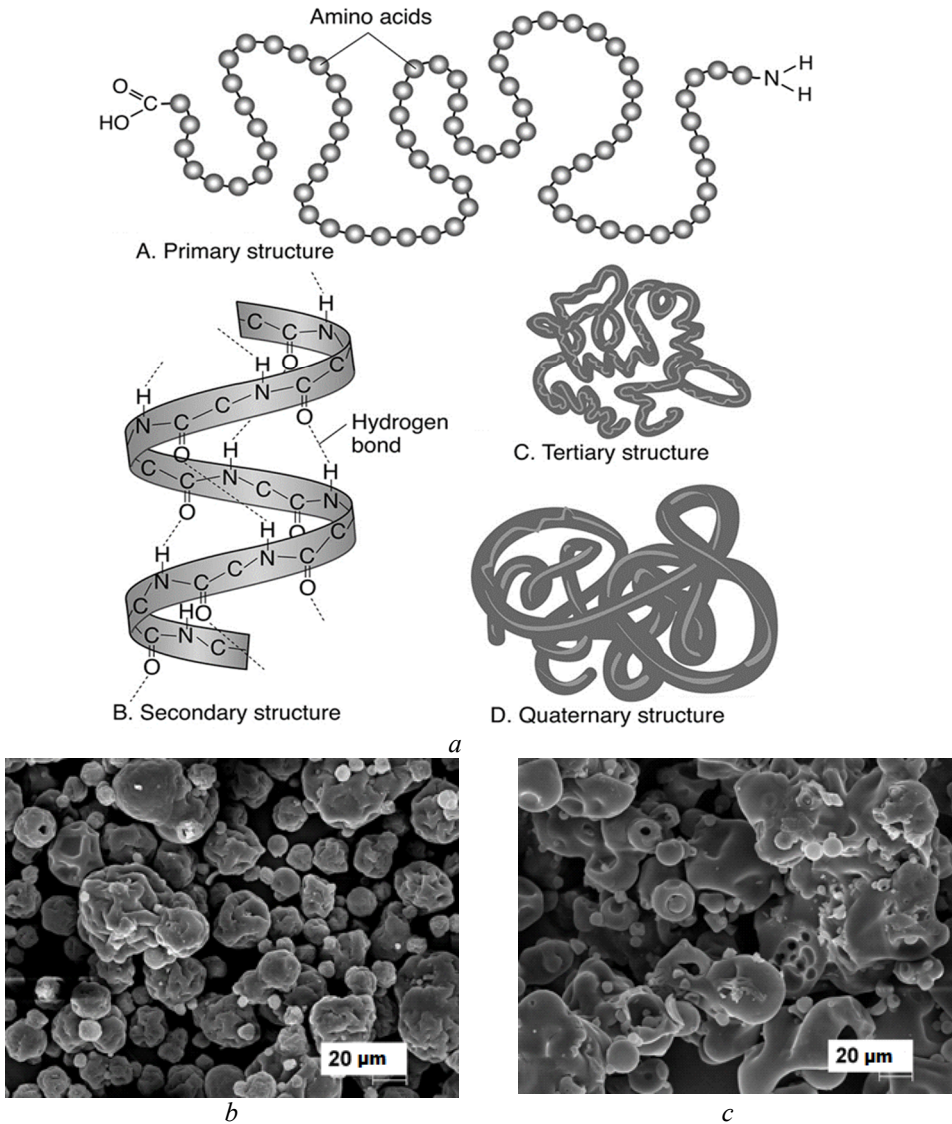 Amino acids
O
C
HO
N
H
H
A. Primary structure
H
C
C
N
O
H
C
H
N
C
O
H
N
C
C
O
Hydrogen
bond
H
C
C
N
C
C
N
O
O
H
H
O
C
N
C
C
N
C
C
O
HO
C
N
C
O
B. Secondary structure
C. Tertiary structure
D. Quaternary structure
a
20 µm
20 µm
b
c